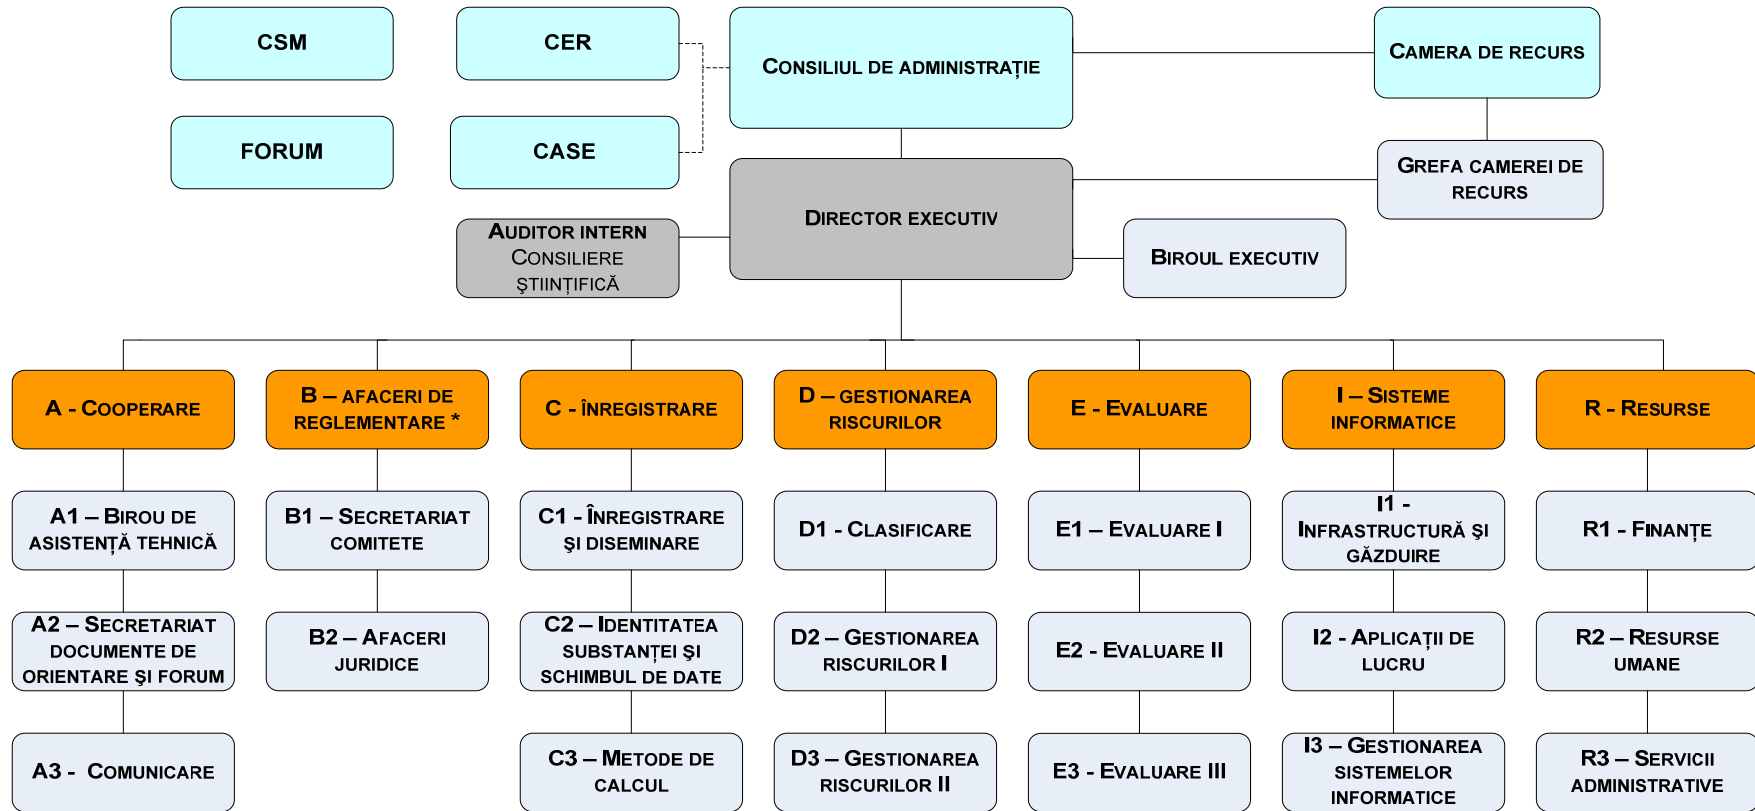 CSM
CER
CONSILIUL DE ADMINISTRAȚIE
CAMERA DE RECURS
FORUM
CASE
GREFA CAMEREI DE
RECURS
DIRECTOR EXECUTIV
AUDITOR INTERN
CONSILIERE
ŞTIINȚIFICĂ
BIROUL EXECUTIV
A - COOPERARE
B – AFACERI DE
REGLEMENTARE *
C - ÎNREGISTRARE
D – GESTIONAREA
RISCURILOR
E - EVALUARE
I – SISTEME
INFORMATICE
R - RESURSE
A1 – BIROU DE
ASISTENȚĂ TEHNICĂ
B1 – SECRETARIAT
COMITETE
C1 - ÎNREGISTRARE
ŞI DISEMINARE
D1 - CLASIFICARE
E1 – EVALUARE I
I1 -
INFRASTRUCTURĂ ŞI
GĂZDUIRE
R1 - FINANȚE
A2 – SECRETARIAT
DOCUMENTE DE
ORIENTARE ŞI FORUM
B2 – AFACERI
JURIDICE
C2 – IDENTITATEA
SUBSTANȚEI ŞI
SCHIMBUL DE DATE
D2 – GESTIONAREA
RISCURILOR I
E2 - EVALUARE II
I2 - APLICAȚII DE
LUCRU
R2 – RESURSE
UMANE
A3 - COMUNICARE
C3 – METODE DE
CALCUL
D3 – GESTIONAREA
RISCURILOR II
E3 - EVALUARE III
I3 – GESTIONAREA
SISTEMELOR
INFORMATICE
R3 – SERVICII
ADMINISTRATIVE